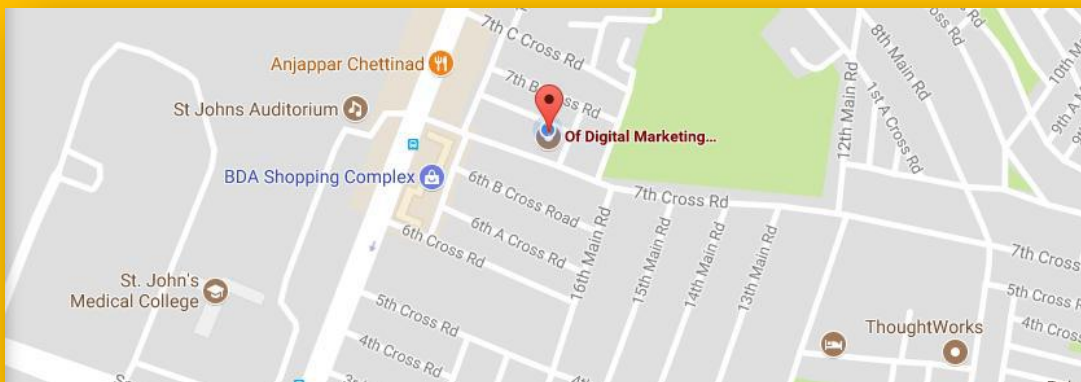 7th C Cross Rd
8th Main Rd
10th Main
Anjappar Chettinad
7th B Cross Rd
12th Main Rd
1st A Cross Rd
9th A M
St Johns Auditorium
Of Digital Marketing...
BDA Shopping Complex
6th B Cross Road
7th Cross Rd
6th A Cross Rd
6th Cross Rd
16th Main Rd
15th Main Rd
14th Main Rd
13th Main Rd
7th Cross
St. John's
Medical College
5th Cross Rd
5th Cross R
4th Cross Rd
ThoughtWorks
4th Cross
3rd
4th